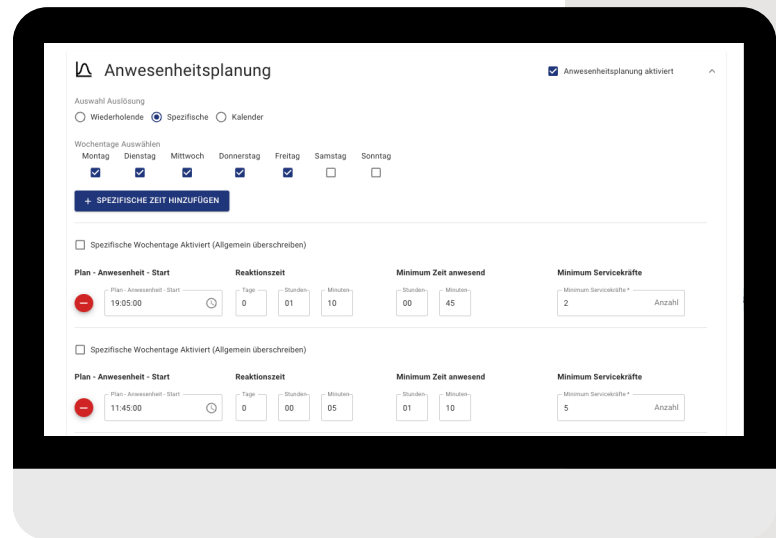 Anwesenheitsplanung
Anwesenheitsplanung aktiviert
Auswahl Auslösung
Wiederholende Spezifische Kalender
Wochentage Auswählen
Montag Dienstag Mittwoch Donnerstag Freitag Samstag Sonntag
+ SPEZIFISCHE ZEIT HINZUFÜGEN
Spezifische Wochentage Aktiviert (Allgemein überschreiben)
Plan - Anwesenheit - Start Reaktionszeit Minimum Zeit anwesend Minimum Servicekräfte
Plan - Anwesenheit - Start Tage Stunden Minuten Stunden Minuten Minimum Servicekräfte *
19:05:00 0 01 10 00 45 2 Anzahl
Spezifische Wochentage Aktiviert (Allgemein überschreiben)
Plan - Anwesenheit - Start Reaktionszeit Minimum Zeit anwesend Minimum Servicekräfte
Plan - Anwesenheit - Start Tage Stunden Minuten Stunden Minuten Minimum Servicekräfte *
11:45:00 0 00 05 01 10 5 Anzahl